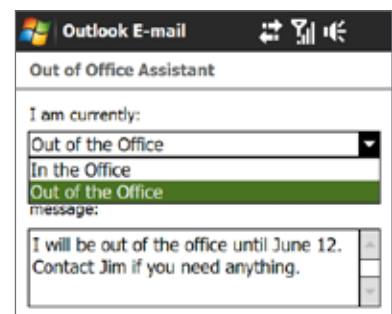 Outlook E-mail
Out of Office Assistant
I am currently:
Out of the Office
In the Office
Out of the Office
message:
I will be out of the office until June 12.
Contact Jim if you need anything.